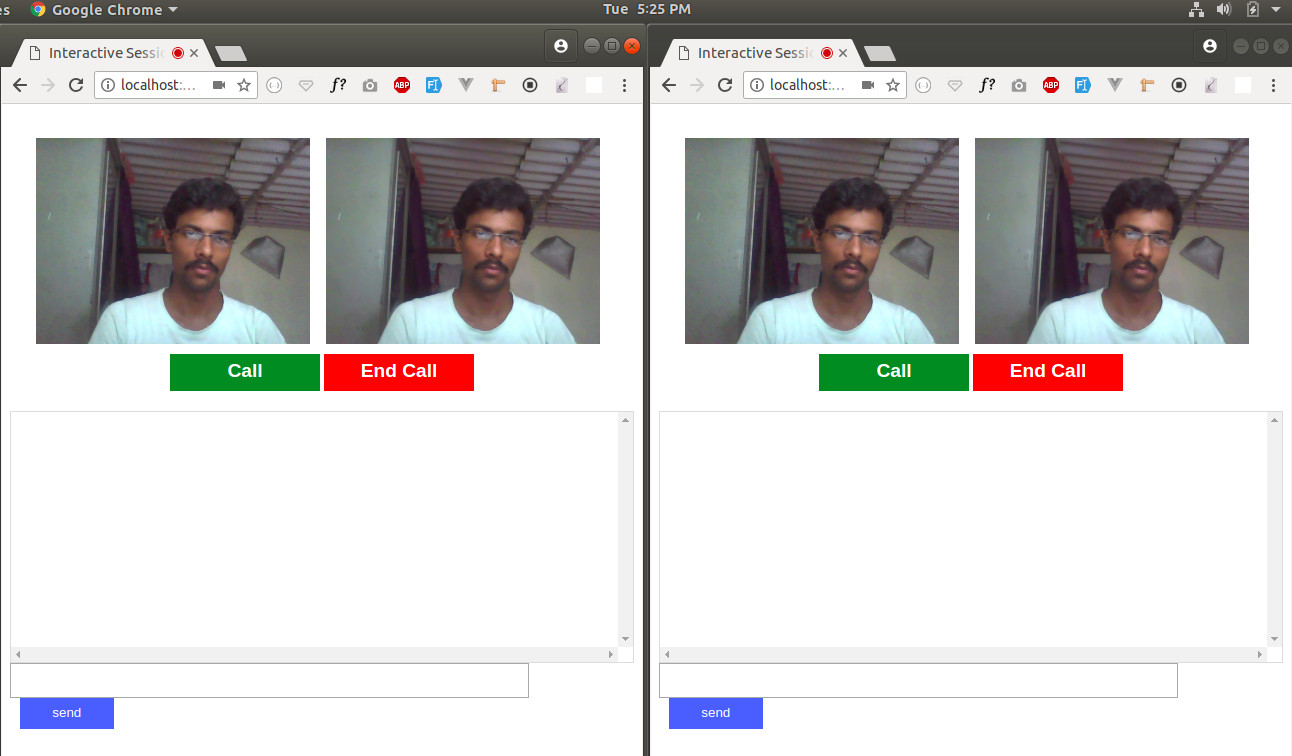 es Google Chrome Tue 5:25 PM
Interactive Sessi
Interactive Sessi
localhost:... f? ABP
localhost:... f? ABP
Call End Call
Call End Call
send
send